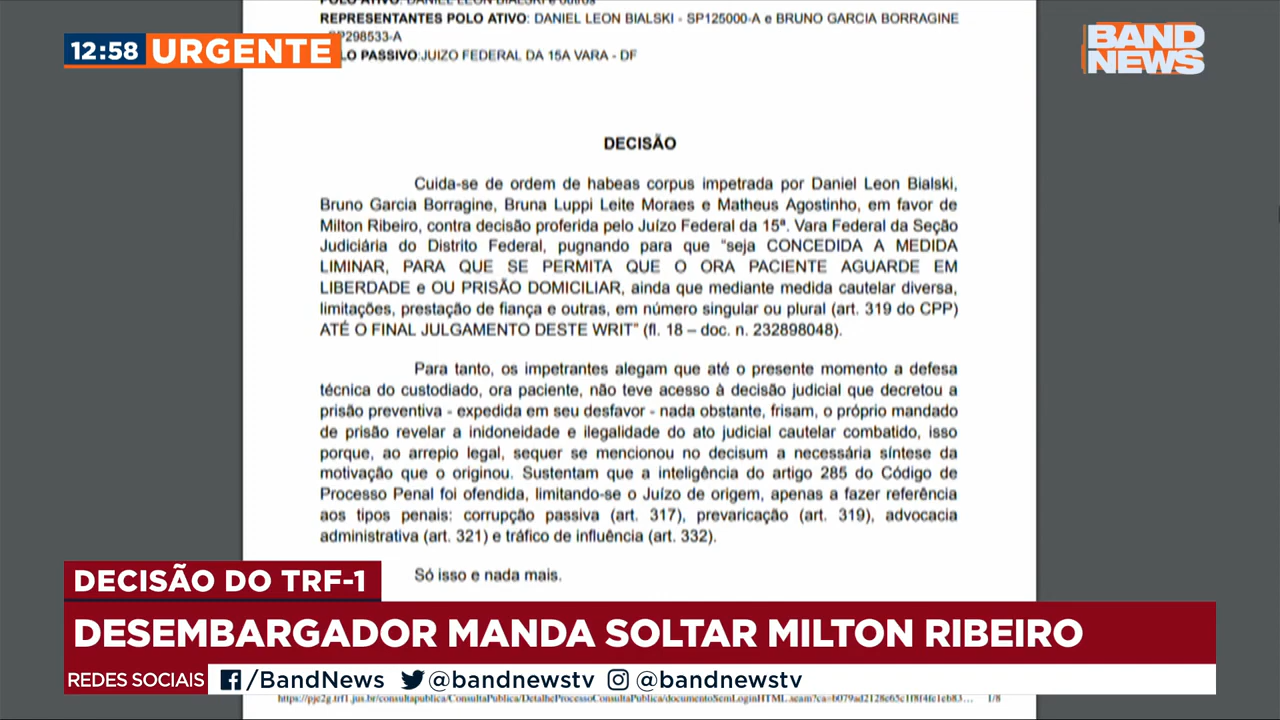 POLO ATIVO: DANIEL LEON BIALSKI e outros
REPRESENTANTES POLO ATIVO: DANIEL LEON BIALSKI - SP125000-A e BRUNO GARCIA BORRAGINE
SP298533-A
PASSIVO:JUIZO FEDERAL DA 15A VARA - DF
12:58 URGENTE
BAND
NEWS
DECISÃO
Cuida-se de ordem de habeas corpus impetrada por Daniel Leon Bialski,
Bruno Garcia Borragine, Bruna Luppi Leite Moraes e Matheus Agostinho, em favor de
Milton Ribeiro, contra decisão proferida pelo Juízo Federal da 15ª. Vara Federal da Seção
Judiciária do Distrito Federal, pugnando para que “seja CONCEDIDA A MEDIDA
LIMINAR, PARA QUE SE PERMITA QUE O ORA PACIENTE AGUARDE EM
LIBERDADE e OU PRISÃO DOMICILIAR, ainda que mediante medida cautelar diversa,
limitações, prestação de fiança e outras, em número singular ou plural (art. 319 do CPP)
ATÉ O FINAL JULGAMENTO DESTE WRIT” (fl. 18 – doc. n. 232898048).
Para tanto, os impetrantes alegam que até o presente momento a defesa
técnica do custodiado, ora paciente, não teve acesso à decisão judicial que decretou a
prisão preventiva - expedida em seu desfavor - nada obstante, frisam, o próprio mandado
de prisão revelar a inidoneidade e ilegalidade do ato judicial cautelar combatido, isso
porque, ao arrepio legal, sequer se mencionou no decisum a necessária síntese da
motivação que o originou. Sustentam que a inteligência do artigo 285 do Código de
Processo Penal foi ofendida, limitando-se o Juízo de origem, apenas a fazer referência
aos tipos penais: corrupção passiva (art. 317), prevaricação (art. 319), advocacia
administrativa (art. 321) e tráfico de influência (art. 332).
Só isso e nada mais.
DECISÃO DO TRF-1
DESEMBARGADOR MANDA SOLTAR MILTON RIBEIRO
REDES SOCIAIS /BandNews @bandnewstv @bandnewstv
1/8